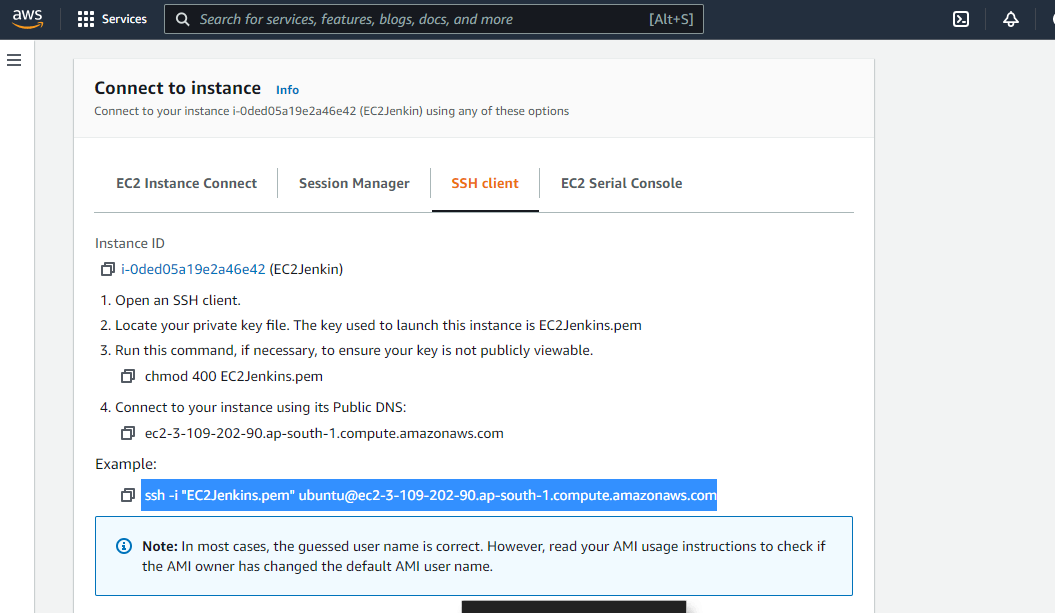 aws
Services
Search for services, features, blogs, docs, and more
[Alt+S]
Connect to instance Info
Connect to your instance i-0ded05a19e2a46e42 (EC2Jenkin) using any of these options
EC2 Instance Connect
Session Manager
SSH client
EC2 Serial Console
Instance ID
i-0ded05a19e2a46e42 (EC2Jenkin)
1. Open an SSH client.
2. Locate your private key file. The key used to launch this instance is EC2Jenkins.pem
3. Run this command, if necessary, to ensure your key is not publicly viewable.
chmod 400 EC2Jenkins.pem
4. Connect to your instance using its Public DNS:
ec2-3-109-202-90.ap-south-1.compute.amazonaws.com
Example:
ssh -i "EC2Jenkins.pem" ubuntu@ec2-3-109-202-90.ap-south-1.compute.amazonaws.com
Note: In most cases, the guessed user name is correct. However, read your AMI usage instructions to check if
the AMI owner has changed the default AMI user name.